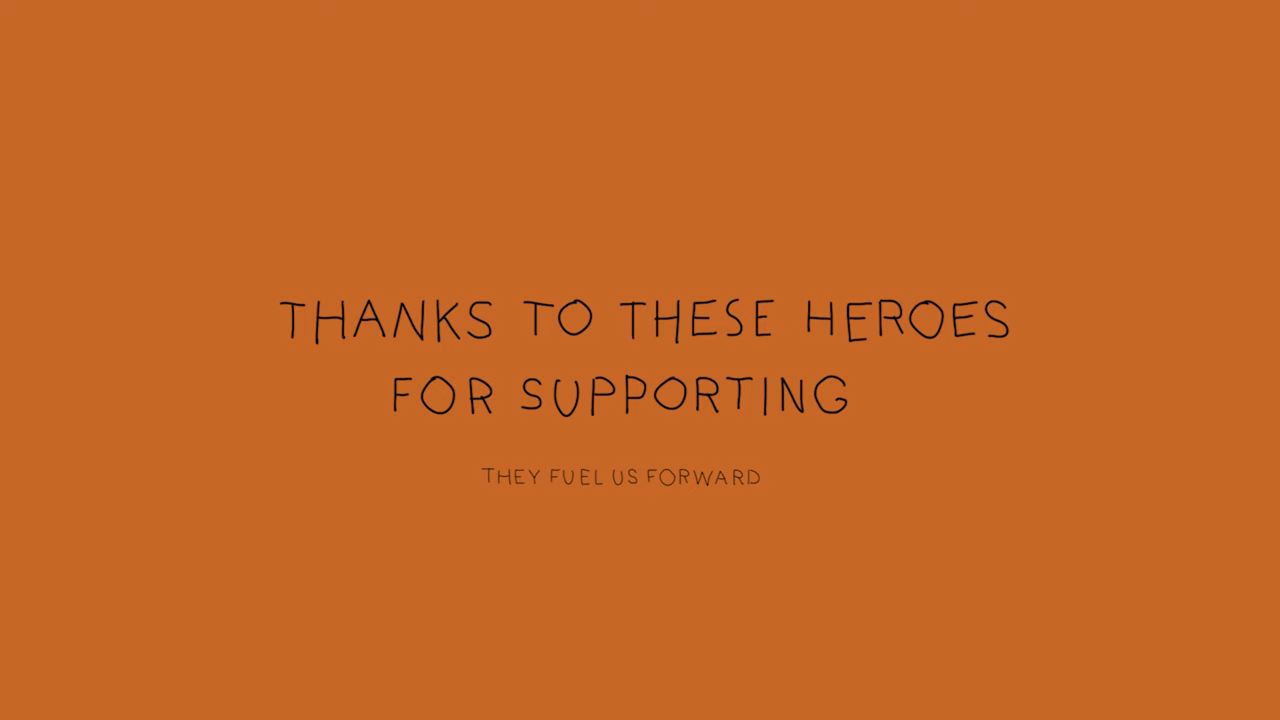 THANKS TO THESE HEROES
FOR SUPPORTING
THEY FUEL US FORWARD